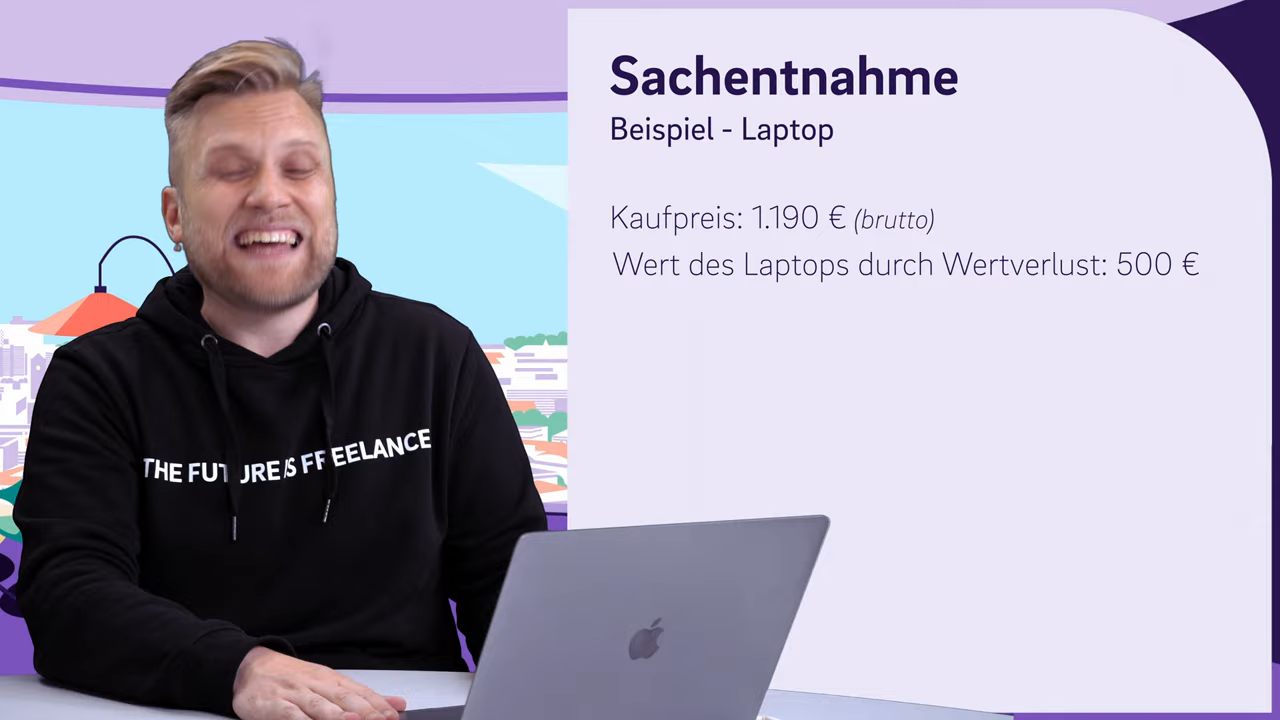 Sachentnahme
Beispiel - Laptop
Kaufpreis: 1.190 € (brutto)
Wert des Laptops durch Wertverlust: 500 €
THE FUTURE IS FREELANCE